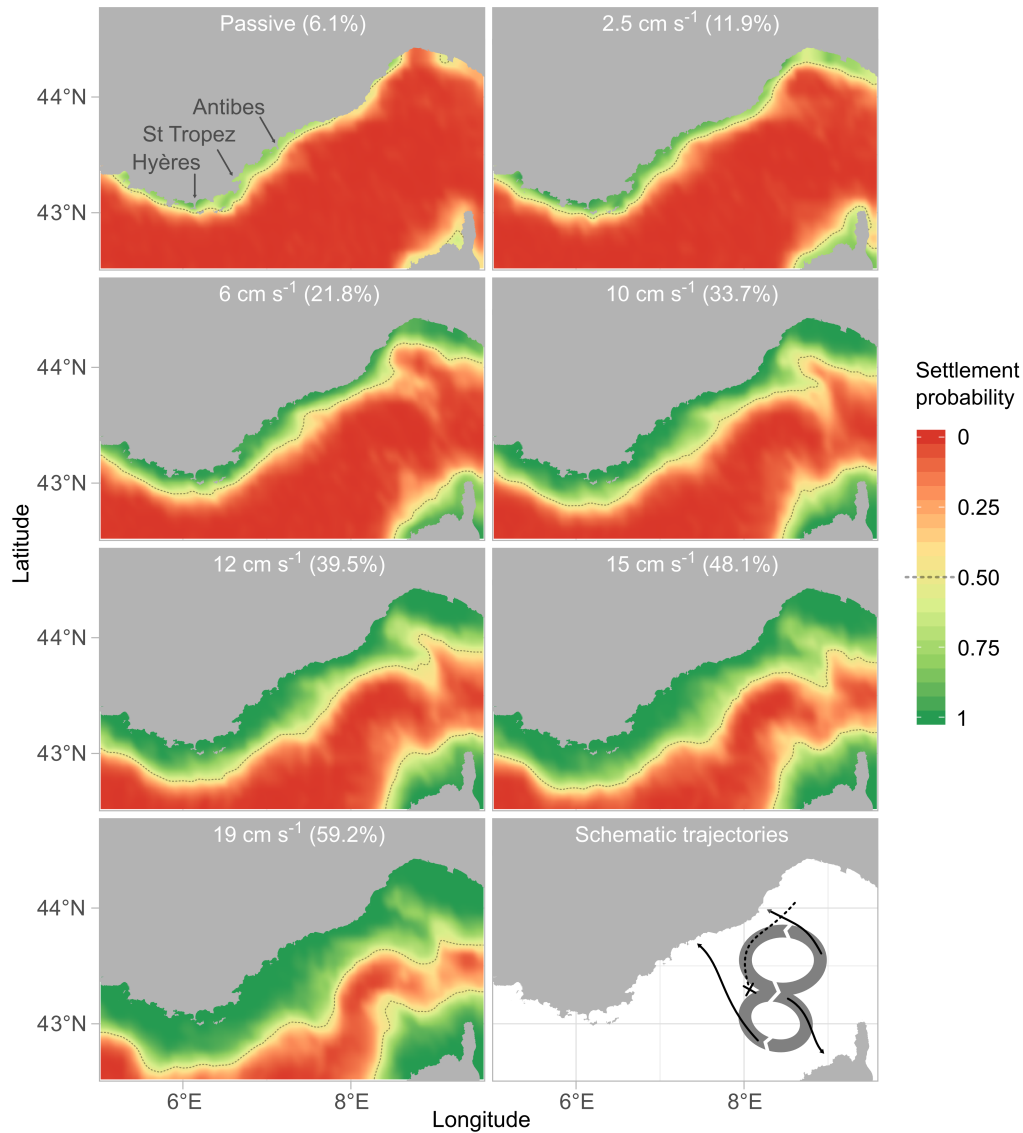 Passive (6.1%)
2.5 cm s⁻¹ (11.9%)
44°N
Antibes
St Tropez
Hyères
43°N
6 cm s⁻¹ (21.8%)
10 cm s⁻¹ (33.7%)
44°N
43°N
Settlement
probability
0
0.25
0.50
0.75
1
Latitude
12 cm s⁻¹ (39.5%)
15 cm s⁻¹ (48.1%)
44°N
43°N
19 cm s⁻¹ (59.2%)
Schematic trajectories
44°N
43°N
6°E
8°E
6°E
8°E
Longitude